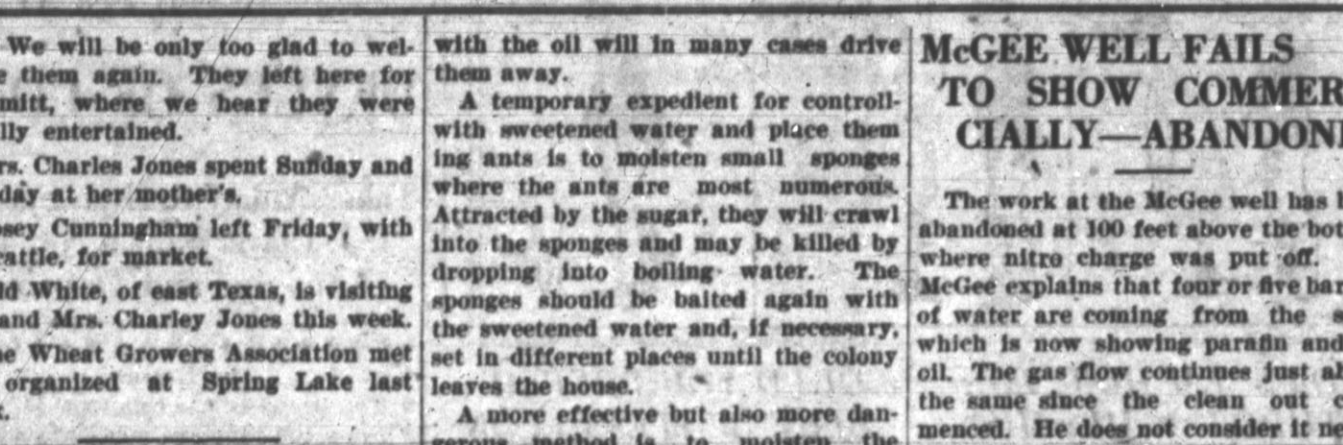 We will be only too glad to wel-
them again. They left here for
mitt, where we hear they were
lly entertained.
rs. Charles Jones spent Sunday and
day at her mother's.
sey Cunningham left Friday, with
attle, for market.
ld White, of east Texas, is visiting
and Mrs. Charley Jones this week.
e Wheat Growers Association met
organized at Spring Lake last
with the oil will in many cases drive
them away.
A temporary expedient for controll-
with sweetened water and place them
ing ants is to moisten small sponges
where the ants are most numerous.
Attracted by the sugar, they will crawl
into the sponges and may be killed by
dropping into boiling water. The
sponges should be baited again with
the sweetened water and, if necessary,
set in different places until the colony
leaves the house.
A more effective but also more dan-
gerous method is to moisten the
McGEE WELL FAILS
TO SHOW COMMER
CIALLY—ABANDON
The work at the McGee well has
abandoned at 100 feet above the bot
where nitro charge was put off.
McGee explains that four or five bar
of water are coming from the s
which is now showing parafin and
oil. The gas flow continues just a
the same since the clean out c
menced. He does not consider it n